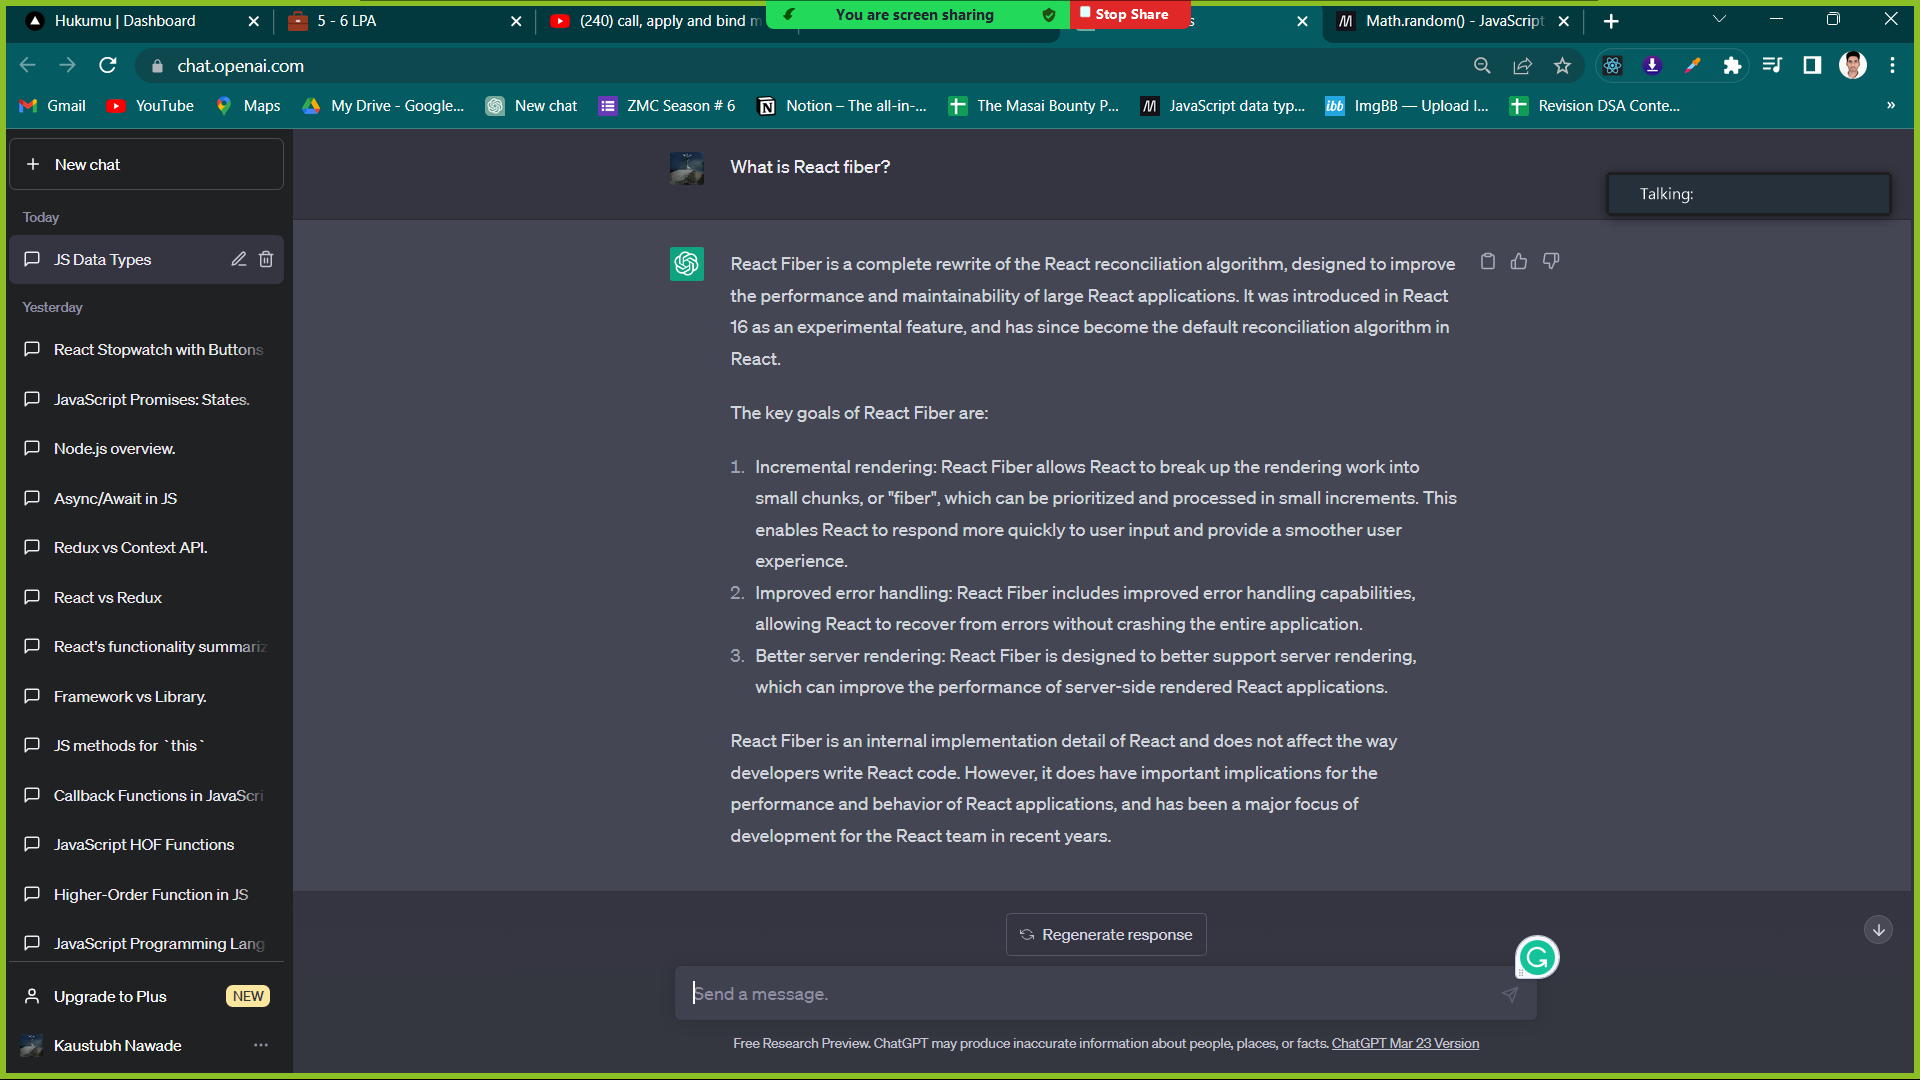 Hukumu | Dashboard
5 - 6 LPA
(240) call, apply and bind m
You are screen sharing
Stop Share
s
Math.random() - JavaScript
chat.openai.com
Gmail
YouTube
Maps
My Drive - Google...
New chat
ZMC Season # 6
Notion – The all-in-...
The Masai Bounty P...
JavaScript data typ...
ibb ImgBB — Upload I...
Revision DSA Conte...
»
New chat
What is React fiber?
Talking:
Today
JS Data Types
Yesterday
React Stopwatch with Buttons
JavaScript Promises: States.
Node.js overview.
Async/Await in JS
Redux vs Context API.
React vs Redux
React's functionality summariz
Framework vs Library.
JS methods for `this`
Callback Functions in JavaScri
JavaScript HOF Functions
Higher-Order Function in JS
JavaScript Programming Lang
Upgrade to Plus
NEW
Kaustubh Nawade
React Fiber is a complete rewrite of the React reconciliation algorithm, designed to improve
the performance and maintainability of large React applications. It was introduced in React
16 as an experimental feature, and has since become the default reconciliation algorithm in
React.
The key goals of React Fiber are:
1. Incremental rendering: React Fiber allows React to break up the rendering work into
small chunks, or "fiber", which can be prioritized and processed in small increments. This
enables React to respond more quickly to user input and provide a smoother user
experience.
2. Improved error handling: React Fiber includes improved error handling capabilities,
allowing React to recover from errors without crashing the entire application.
3. Better server rendering: React Fiber is designed to better support server rendering,
which can improve the performance of server-side rendered React applications.
React Fiber is an internal implementation detail of React and does not affect the way
developers write React code. However, it does have important implications for the
performance and behavior of React applications, and has been a major focus of
development for the React team in recent years.
Regenerate response
Send a message.
Free Research Preview. ChatGPT may produce inaccurate information about people, places, or facts. ChatGPT Mar 23 Version